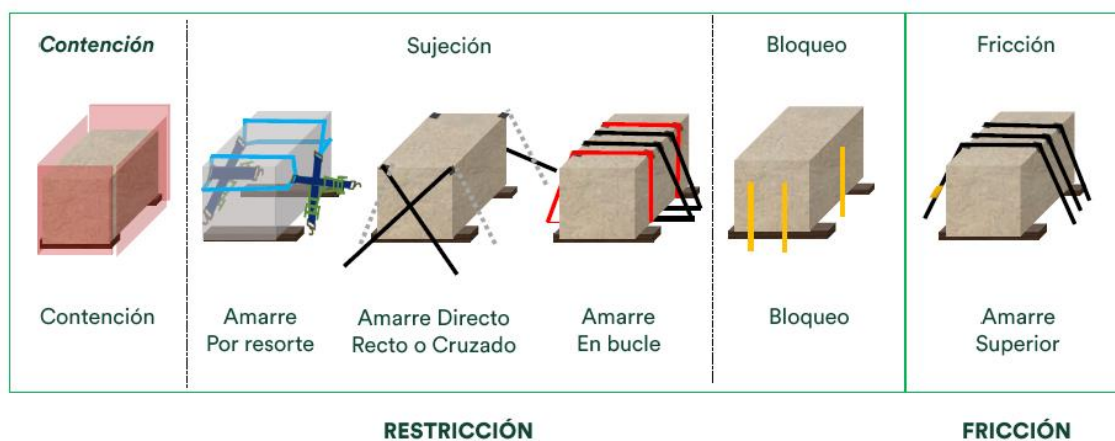 Contención
Sujeción
Bloqueo
Fricción
Contención
Amarre
Por resorte
Amarre Directo
Recto o Cruzado
Amarre
En bucle
Bloqueo
Amarre
Superior
RESTRICCIÓN
FRICCIÓN